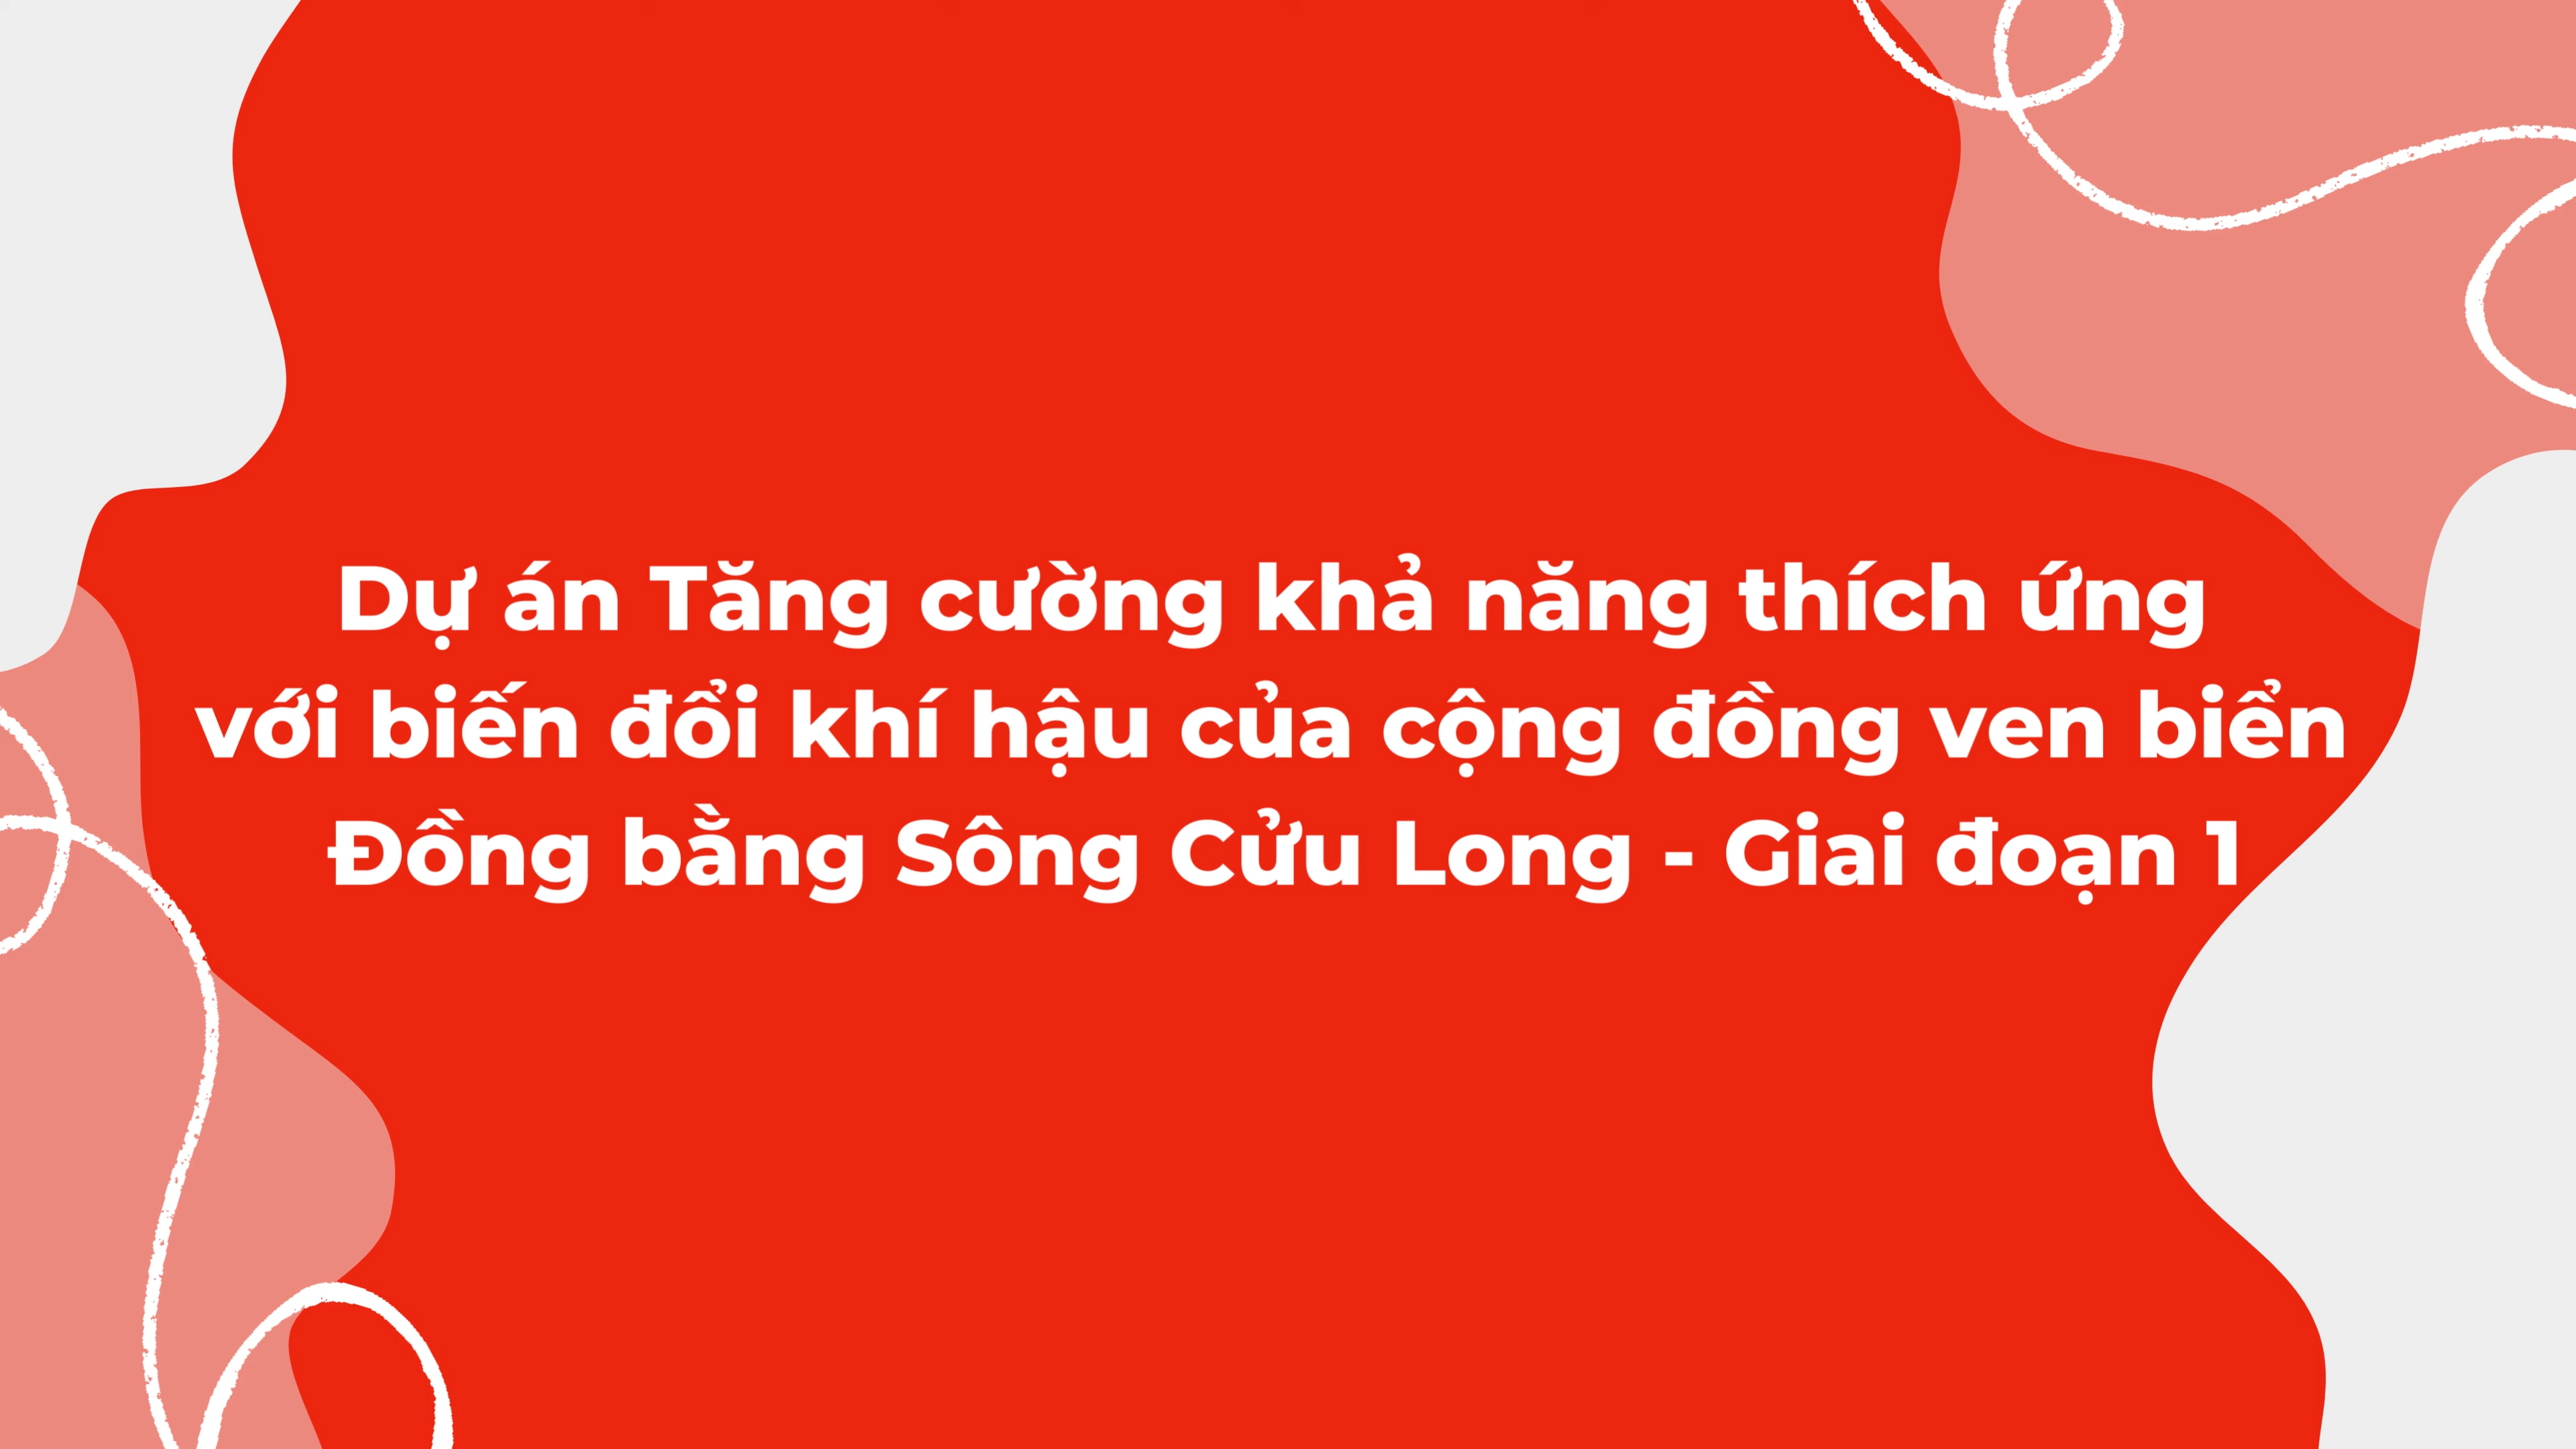 Dự án Tăng cường khả năng thích ứng
với biến đổi khí hậu của cộng đồng ven biển
Đồng bằng Sông Cửu Long - Giai đoạn 1